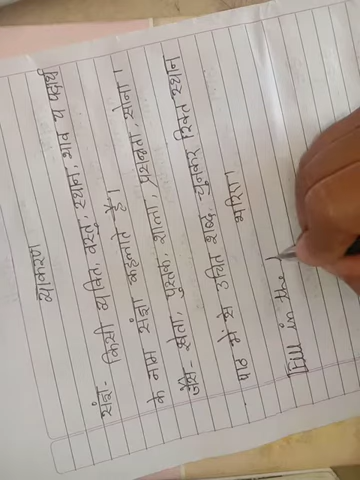 व्याकरण
संज्ञा - किसी व्यक्ति, वस्तु, स्थान, भाव व पदार्थ
के नाम संज्ञा कहलाते हैं।
जैसे - सीता, पुस्तक, शाला, प्रसन्नता, सोना।
पाठ में से उचित शब्द चुनकर रिक्त स्थान
भरिए।
Fill in the